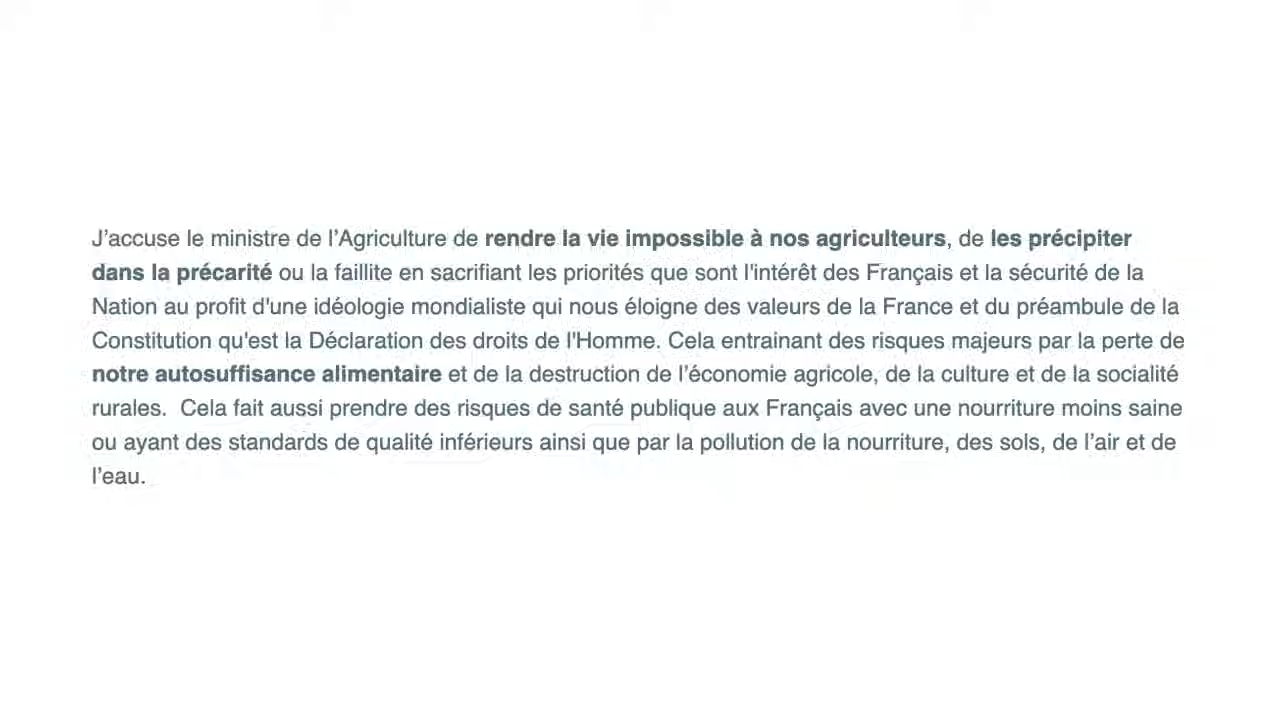 J’accuse le ministre de l’Agriculture de rendre la vie impossible à nos agriculteurs, de les précipiter
dans la précarité ou la faillite en sacrifiant les priorités que sont l'intérêt des Français et la sécurité de la
Nation au profit d'une idéologie mondialiste qui nous éloigne des valeurs de la France et du préambule de la
Constitution qu'est la Déclaration des droits de l'Homme. Cela entrainant des risques majeurs par la perte de
notre autosuffisance alimentaire et de la destruction de l’économie agricole, de la culture et de la socialité
rurales.  Cela fait aussi prendre des risques de santé publique aux Français avec une nourriture moins saine
ou ayant des standards de qualité inférieurs ainsi que par la pollution de la nourriture, des sols, de l’air et de
l’eau.